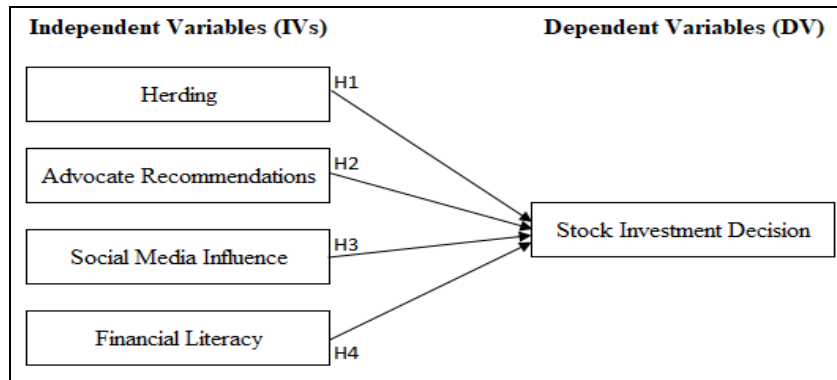 Independent Variables (IVs)
Dependent Variables (DV)
Herding
H1
Advocate Recommendations
H2
Stock Investment Decision
Social Media Influence
H3
Financial Literacy
H4